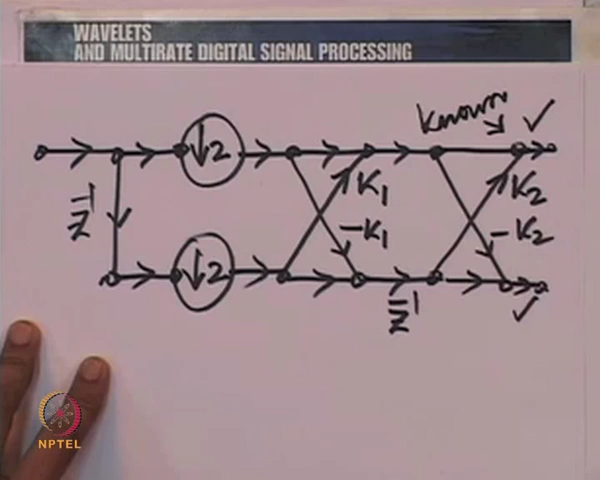 WAVELETS
AND MULTIRATE DIGITAL SIGNAL PROCESSING
known
↓2
z⁻¹
K₁
-K₁
K₂
-K₂
↓2
z⁻¹
NPTEL